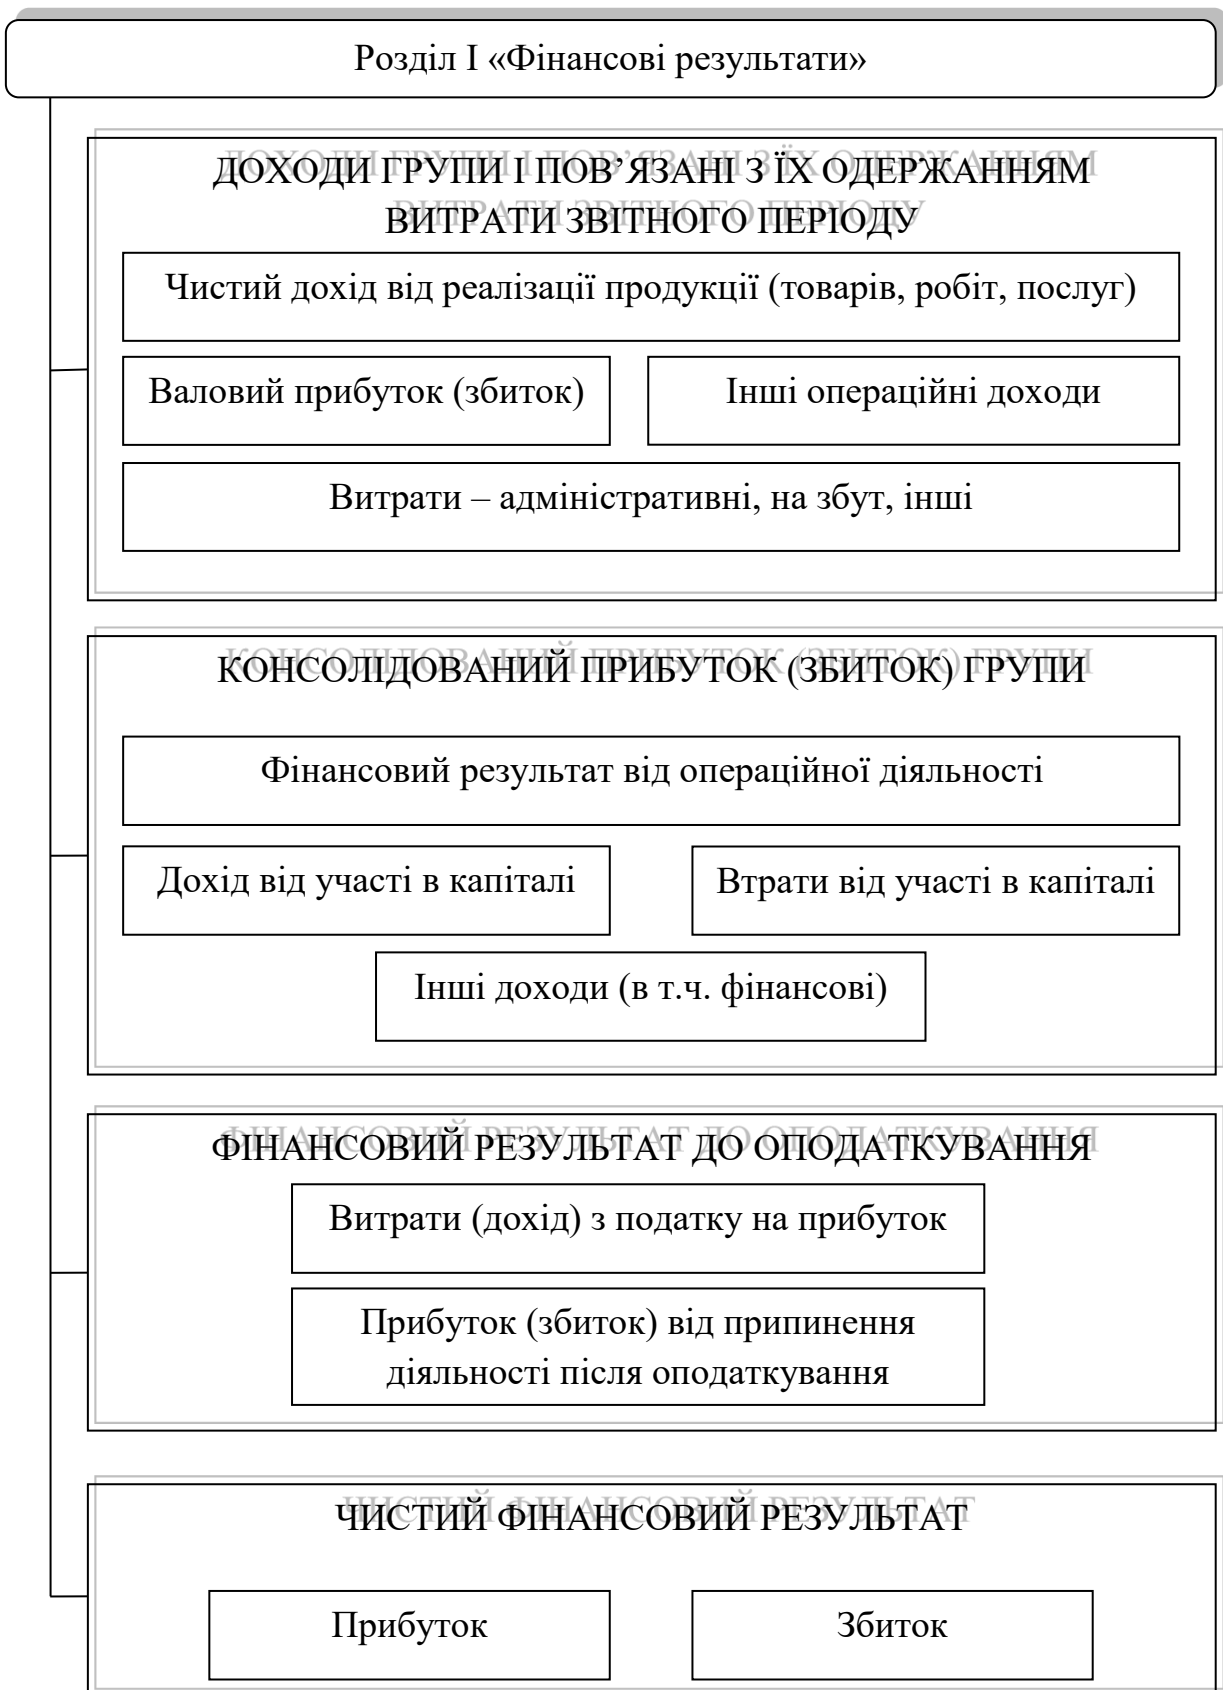 Розділ І «Фінансові результати»
ДОХОДИ ГРУПИ І ПОВ’ЯЗАНІ З ЇХ ОДЕРЖАННЯМ
ВИТРАТИ ЗВІТНОГО ПЕРІОДУ
Чистий дохід від реалізації продукції (товарів, робіт, послуг)
Валовий прибуток (збиток)
Інші операційні доходи
Витрати – адміністративні, на збут, інші
КОНСОЛІДОВАНИЙ ПРИБУТОК (ЗБИТОК) ГРУПИ
Фінансовий результат від операційної діяльності
Дохід від участі в капіталі
Втрати від участі в капіталі
Інші доходи (в т.ч. фінансові)
ФІНАНСОВИЙ РЕЗУЛЬТАТ ДО ОПОДАТКУВАННЯ
Витрати (дохід) з податку на прибуток
Прибуток (збиток) від припинення
діяльності після оподаткування
ЧИСТИЙ ФІНАНСОВИЙ РЕЗУЛЬТАТ
Прибуток
Збиток